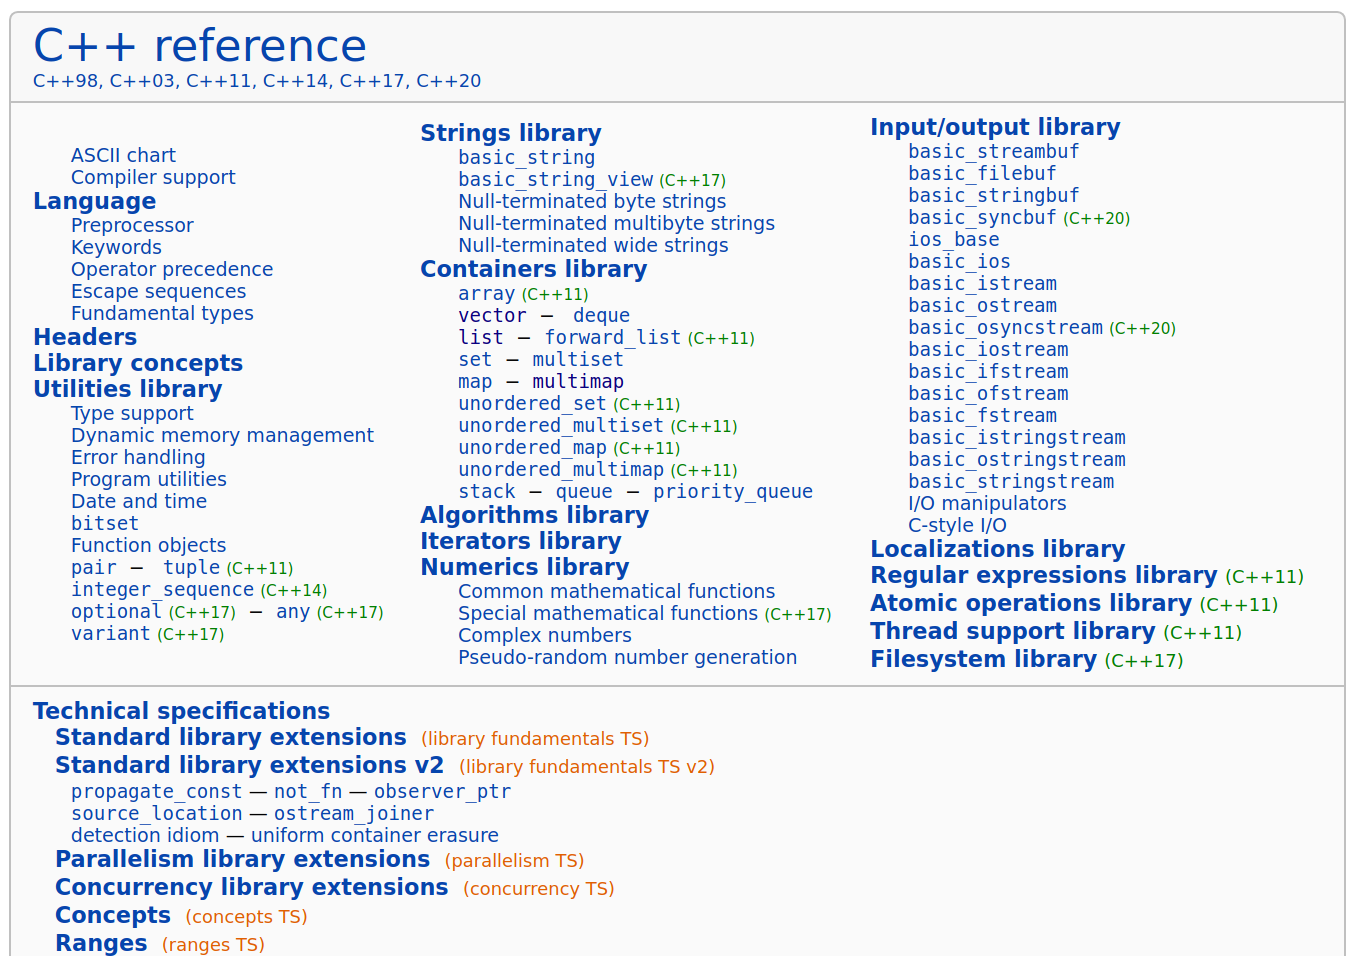 C++ reference
C++98, C++03, C++11, C++14, C++17, C++20
ASCII chart
Compiler support
Language
Preprocessor
Keywords
Operator precedence
Escape sequences
Fundamental types
Headers
Library concepts
Utilities library
Type support
Dynamic memory management
Error handling
Program utilities
Date and time
bitset
Function objects
pair — tuple (C++11)
integer_sequence (C++14)
optional (C++17) — any (C++17)
variant (C++17)
Strings library
basic_string
basic_string_view (C++17)
Null-terminated byte strings
Null-terminated multibyte strings
Null-terminated wide strings
Containers library
array (C++11)
vector — deque
list — forward_list (C++11)
set — multiset
map — multimap
unordered_set (C++11)
unordered_multiset (C++11)
unordered_map (C++11)
unordered_multimap (C++11)
stack — queue — priority_queue
Algorithms library
Iterators library
Numerics library
Common mathematical functions
Special mathematical functions (C++17)
Complex numbers
Pseudo-random number generation
Input/output library
basic_streambuf
basic_filebuf
basic_stringbuf
basic_syncbuf (C++20)
ios_base
basic_ios
basic_istream
basic_ostream
basic_osyncstream (C++20)
basic_iostream
basic_ifstream
basic_ofstream
basic_fstream
basic_istringstream
basic_ostringstream
basic_stringstream
I/O manipulators
C-style I/O
Localizations library
Regular expressions library (C++11)
Atomic operations library (C++11)
Thread support library (C++11)
Filesystem library (C++17)
Technical specifications
Standard library extensions (library fundamentals TS)
Standard library extensions v2 (library fundamentals TS v2)
propagate_const — not_fn — observer_ptr
source_location — ostream_joiner
detection idiom — uniform container erasure
Parallelism library extensions (parallelism TS)
Concurrency library extensions (concurrency TS)
Concepts (concepts TS)
Ranges (ranges TS)